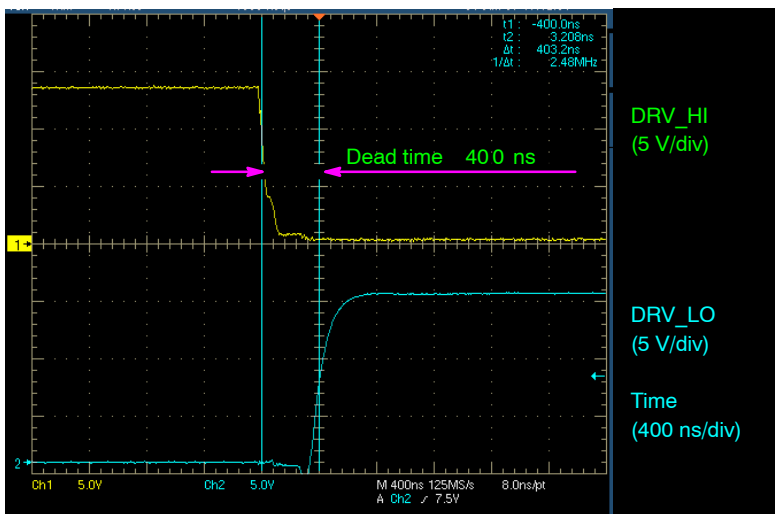 t1 : -400.0ns
t2 : 3.208ns
Δt : 403.2ns
1/Δt : 2.48MHz
DRV_HI
(5 V/div)
Dead time 400 ns
1
DRV_LO
(5 V/div)
Time
(400 ns/div)
2
Ch1 5.0V Ch2 5.0V M 400ns 125MS/s 8.0ns/pt
A Ch2 / 7.5V